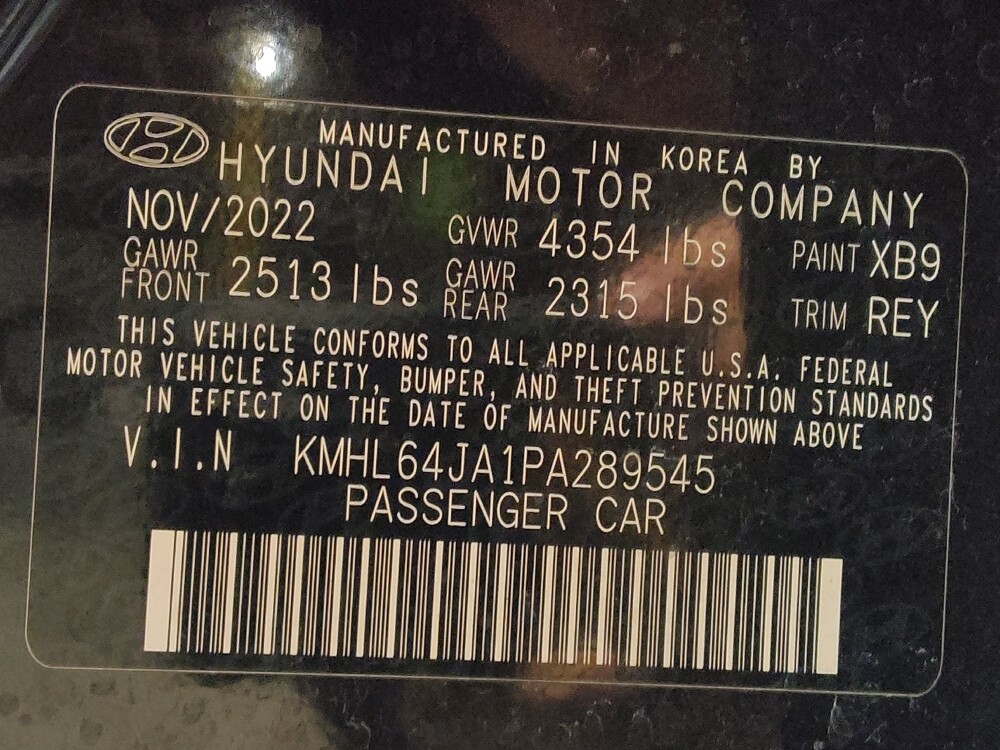 MANUFACTURED IN KOREA BY
HYUNDAI MOTOR COMPANY
NOV/2022 GVWR 4354 lbs PAINT XB9
GAWR FRONT 2513 lbs GAWR REAR 2315 lbs TRIM REY
THIS VEHICLE CONFORMS TO ALL APPLICABLE U.S.A. FEDERAL
MOTOR VEHICLE SAFETY, BUMPER, AND THEFT PREVENTION STANDARDS
IN EFFECT ON THE DATE OF MANUFACTURE SHOWN ABOVE
V.I.N KMHL64JA1PA289545
PASSENGER CAR